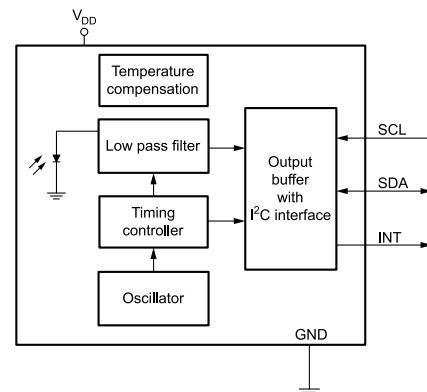 VDD
Temperature
compensation
Low pass filter
Timing
controller
Oscillator
Output
buffer
with
I²C interface
SCL
SDA
INT
GND